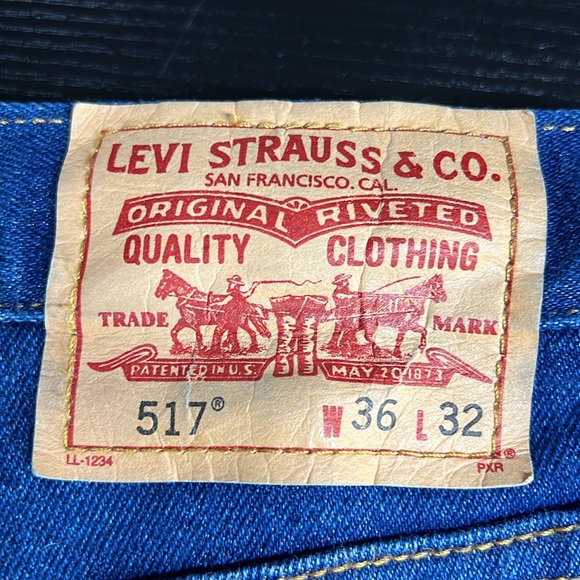 LEVI STRAUSS & CO.
SAN FRANCISCO. CAL.
ORIGINAL RIVETED
QUALITY CLOTHING
TRADE MARK
PATENTED IN U.S. MAY 20 1873
517® W 36 L 32
LL-1234 PXR ®